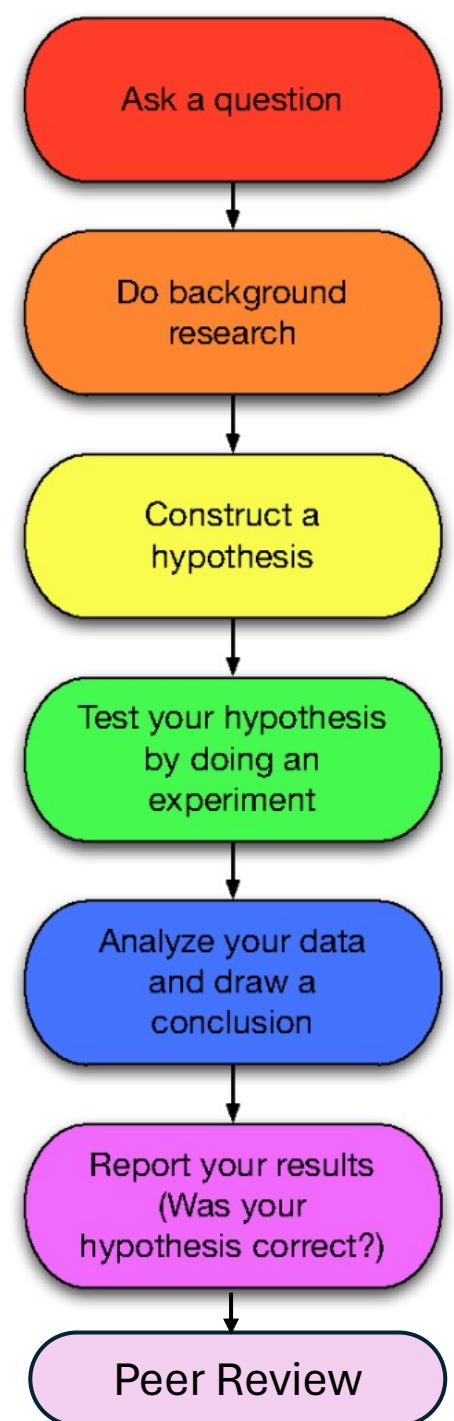 Ask a question
Do background
research
Construct a
hypothesis
Test your hypothesis
by doing an
experiment
Analyze your data
and draw a
conclusion
Report your results
(Was your
hypothesis correct?)
Peer Review